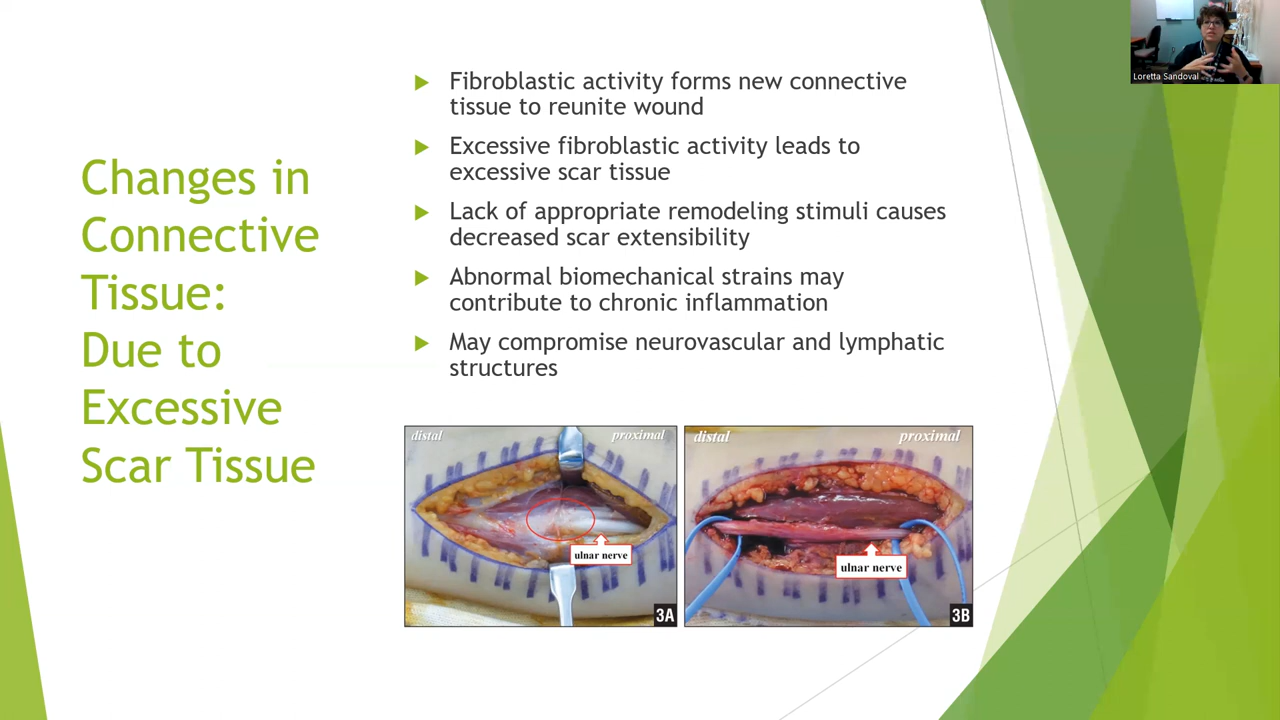 Changes in
Connective
Tissue:
Due to
Excessive
Scar Tissue
Fibroblastic activity forms new connective
tissue to reunite wound
Excessive fibroblastic activity leads to
excessive scar tissue
Lack of appropriate remodeling stimuli causes
decreased scar extensibility
Abnormal biomechanical strains may
contribute to chronic inflammation
May compromise neurovascular and lymphatic
structures
distal
proximal
ulnar nerve
3A
distal
proximal
ulnar nerve
3B
Loretta Sandoval